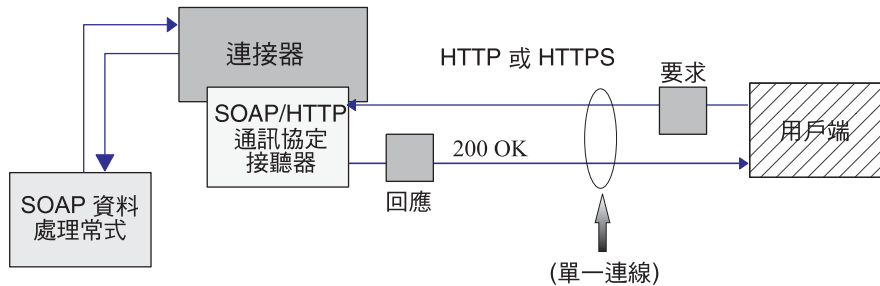 連接器
HTTP 或 HTTPS
要求
SOAP/HTTP
通訊協定
接聽器
用戶端
200 OK
回應
SOAP 資料
處理常式
(單一連線)